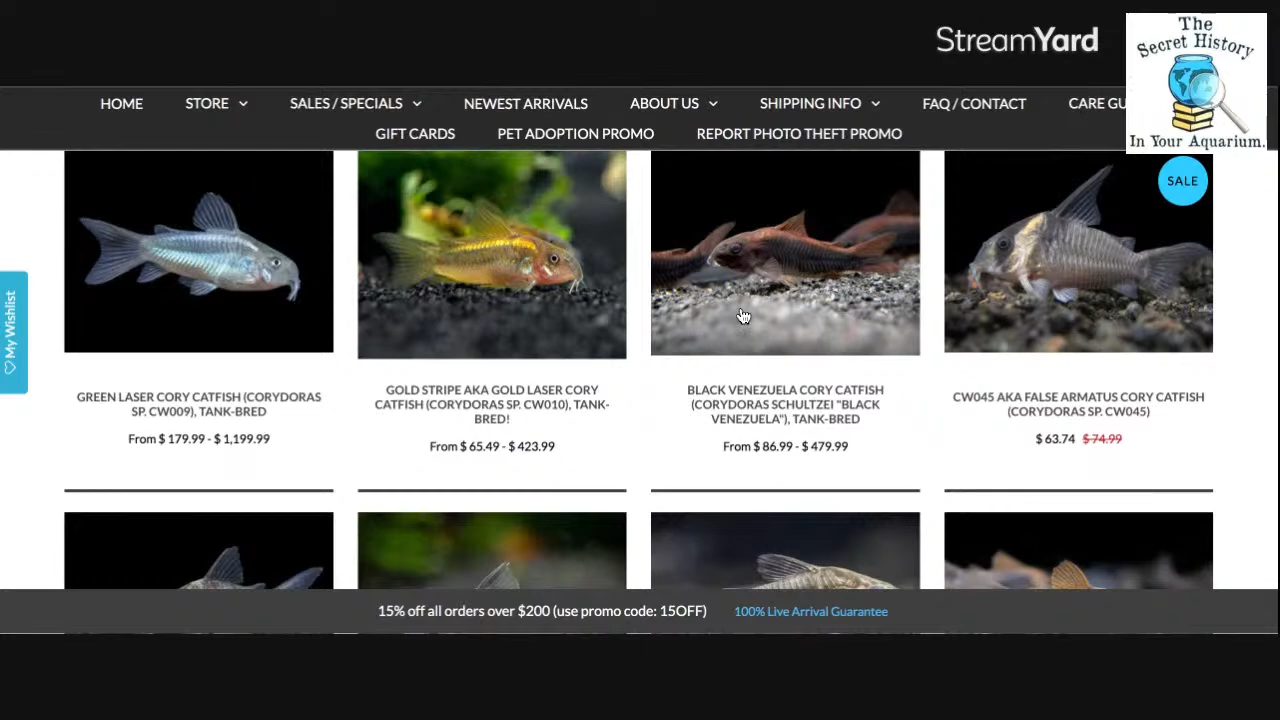 StreamYard
The
Secret History
In Your Aquarium.
HOME STORE SALES / SPECIALS NEWEST ARRIVALS ABOUT US SHIPPING INFO FAQ / CONTACT CARE GU
GIFT CARDS PET ADOPTION PROMO REPORT PHOTO THEFT PROMO
SALE
My Wishlist
GREEN LASER CORY CATFISH (CORYDORAS
SP. CW009), TANK-BRED
From $ 179.99 - $ 1,199.99
GOLD STRIPE AKA GOLD LASER CORY
CATFISH (CORYDORAS SP. CW010), TANK-
BRED!
From $ 65.49 - $ 423.99
BLACK VENEZUELA CORY CATFISH
(CORYDORAS SCHULTZEI "BLACK
VENEZUELA"), TANK-BRED
From $ 86.99 - $ 479.99
CW045 AKA FALSE ARMATUS CORY CATFISH
(CORYDORAS SP. CW045)
$ 63.74 $ 74.99
15% off all orders over $200 (use promo code: 15OFF) 100% Live Arrival Guarantee